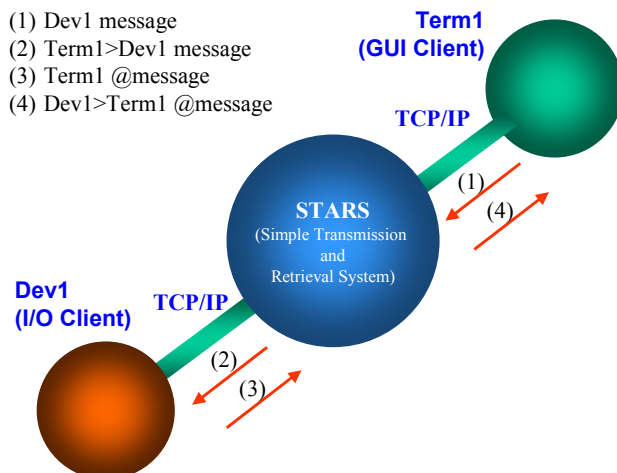 (1) Dev1 message
(2) Term1>Dev1 message
(3) Term1 @message
(4) Dev1>Term1 @message
Term1
(GUI Client)
TCP/IP
(1)
(4)
STARS
(Simple Transmission
and
Retrieval System)
Dev1
(I/O Client)
TCP/IP
(2)
(3)